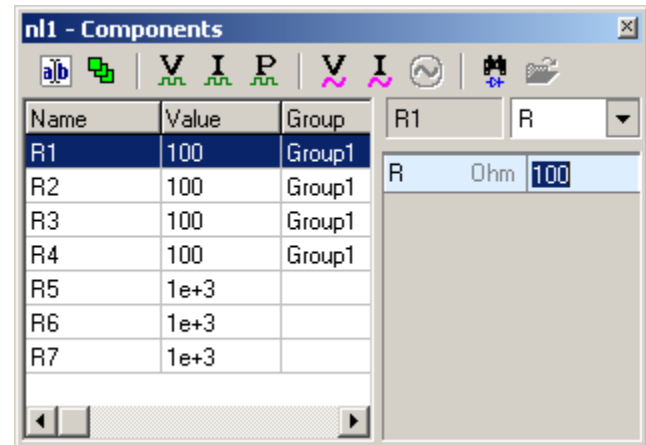 nl1 - Components
a b V I P V I
Name Value Group R1 R
R1 100 Group1 R Ohm 100
R2 100 Group1
R3 100 Group1
R4 100 Group1
R5 1e+3
R6 1e+3
R7 1e+3